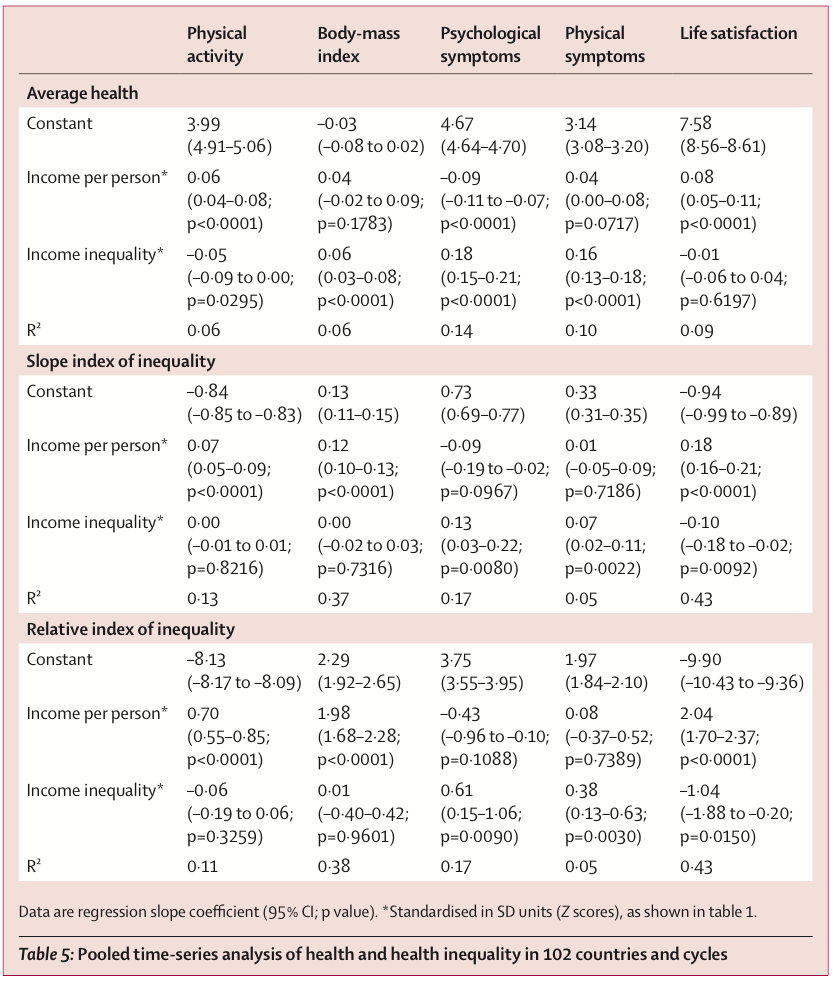 Physical activity Body-mass index Psychological symptoms Physical symptoms Life satisfaction
Average health
Constant 3·99 (4·91–5·06) –0·03 (–0·08 to 0·02) 4·67 (4·64–4·70) 3·14 (3·08–3·20) 7·58 (8·56–8·61)
Income per person* 0·06 (0·04–0·08; p<0·0001) 0·04 (–0·02 to 0·09; p=0·1783) –0·09 (–0·11 to –0·07; p<0·0001) 0·04 (0·00–0·08; p=0·0717) 0·08 (0·05–0·11; p<0·0001)
Income inequality* –0·05 (–0·09 to 0·00; p=0·0295) 0·06 (0·03–0·08; p<0·0001) 0·18 (0·15–0·21; p<0·0001) 0·16 (0·13–0·18; p<0·0001) –0·01 (–0·06 to 0·04; p=0·6197)
R² 0·06 0·06 0·14 0·10 0·09
Slope index of inequality
Constant –0·84 (–0·85 to –0·83) 0·13 (0·11–0·15) 0·73 (0·69–0·77) 0·33 (0·31–0·35) –0·94 (–0·99 to –0·89)
Income per person* 0·07 (0·05–0·09; p<0·0001) 0·12 (0·10–0·13; p<0·0001) –0·09 (–0·19 to –0·02; p=0·0967) 0·01 (–0·05–0·09; p=0·7186) 0·18 (0·16–0·21; p<0·0001)
Income inequality* 0·00 (–0·01 to 0·01; p=0·8216) 0·00 (–0·02 to 0·03; p=0·7316) 0·13 (0·03–0·22; p=0·0080) 0·07 (0·02–0·11; p=0·0022) –0·10 (–0·18 to –0·02; p=0·0092)
R² 0·13 0·37 0·17 0·05 0·43
Relative index of inequality
Constant –8·13 (–8·17 to –8·09) 2·29 (1·92–2·65) 3·75 (3·55–3·95) 1·97 (1·84–2·10) –9·90 (–10·43 to –9·36)
Income per person* 0·70 (0·55–0·85; p<0·0001) 1·98 (1·68–2·28; p<0·0001) –0·43 (–0·96 to –0·10; p=0·1088) 0·08 (–0·37–0·52; p=0·7389) 2·04 (1·70–2·37; p<0·0001)
Income inequality* –0·06 (–0·19 to 0·06; p=0·3259) 0·01 (–0·40–0·42; p=0·9601) 0·61 (0·15–1·06; p=0·0090) 0·38 (0·13–0·63; p=0·0030) –1·04 (–1·88 to –0·20; p=0·0150)
R² 0·11 0·38 0·17 0·05 0·43
Data are regression slope coefficient (95% CI; p value). *Standardised in SD units (Z scores), as shown in table 1.
Table 5: Pooled time-series analysis of health and health inequality in 102 countries and cycles